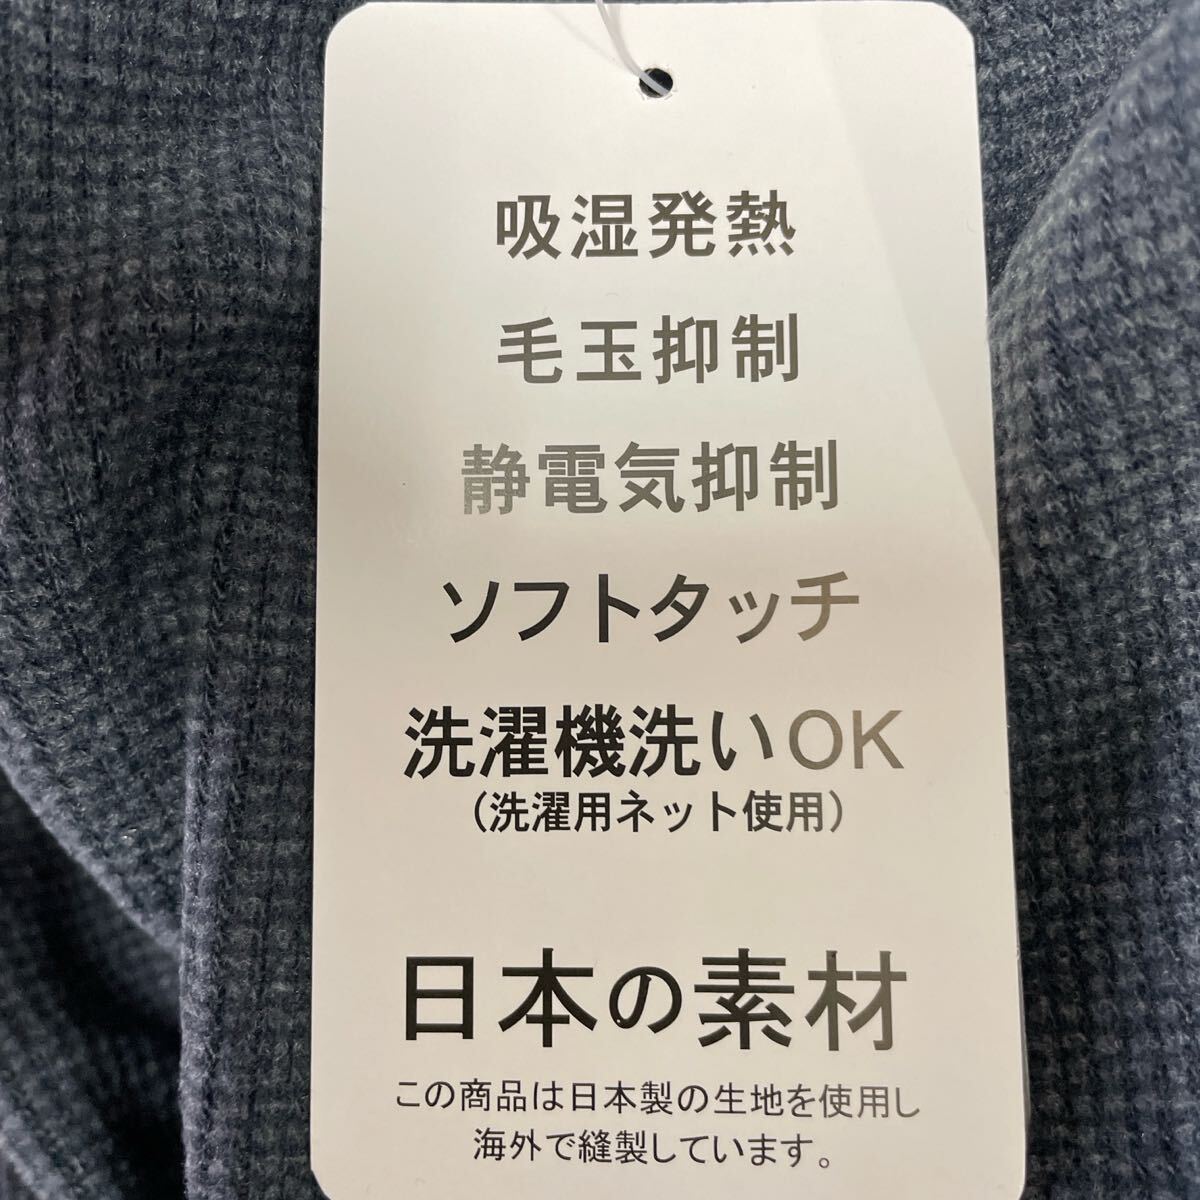 吸湿発熱
毛玉抑制
静電気抑制
ソフトタッチ
洗濯機洗いOK
(洗濯用ネット使用)
日本の素材
この商品は日本製の生地を使用し
海外で縫製しています。